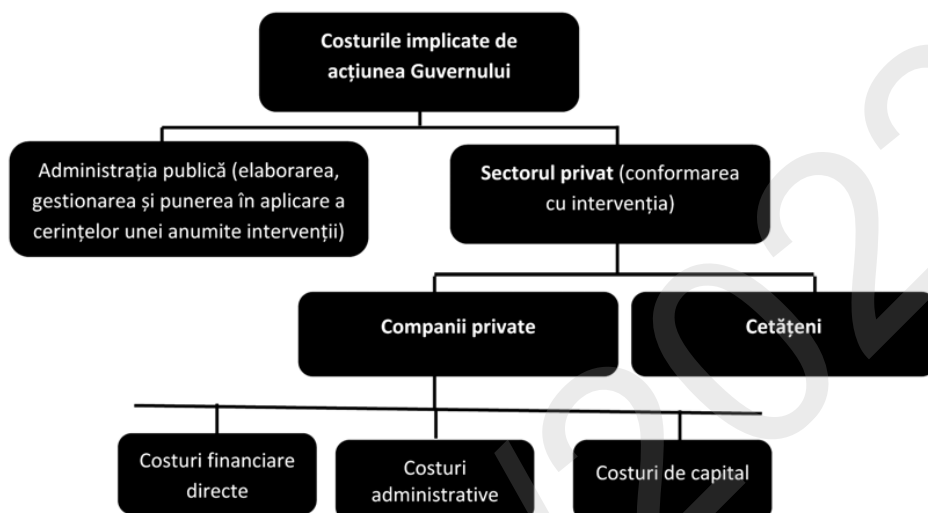 Costurile implicate de
acțiunea Guvernului
Administrația publică (elaborarea,
gestionarea și punerea în aplicare a
cerințelor unei anumite intervenții)
Sectorul privat (conformarea
cu intervenția)
Companii private
Cetățeni
Costuri financiare
directe
Costuri
administrative
Costuri de capital